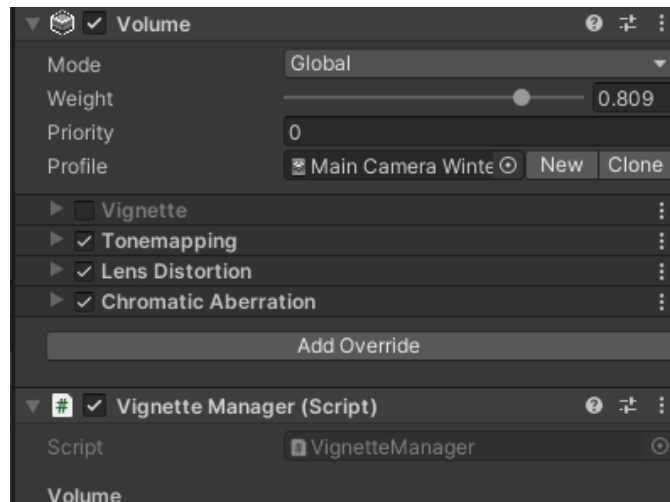 Volume
Mode Global
Weight 0.809
Priority 0
Profile Main Camera Winte New Clone
Vignette
Tonemapping
Lens Distortion
Chromatic Aberration
Add Override
# Vignette Manager (Script)
Script # VignetteManager
Volume